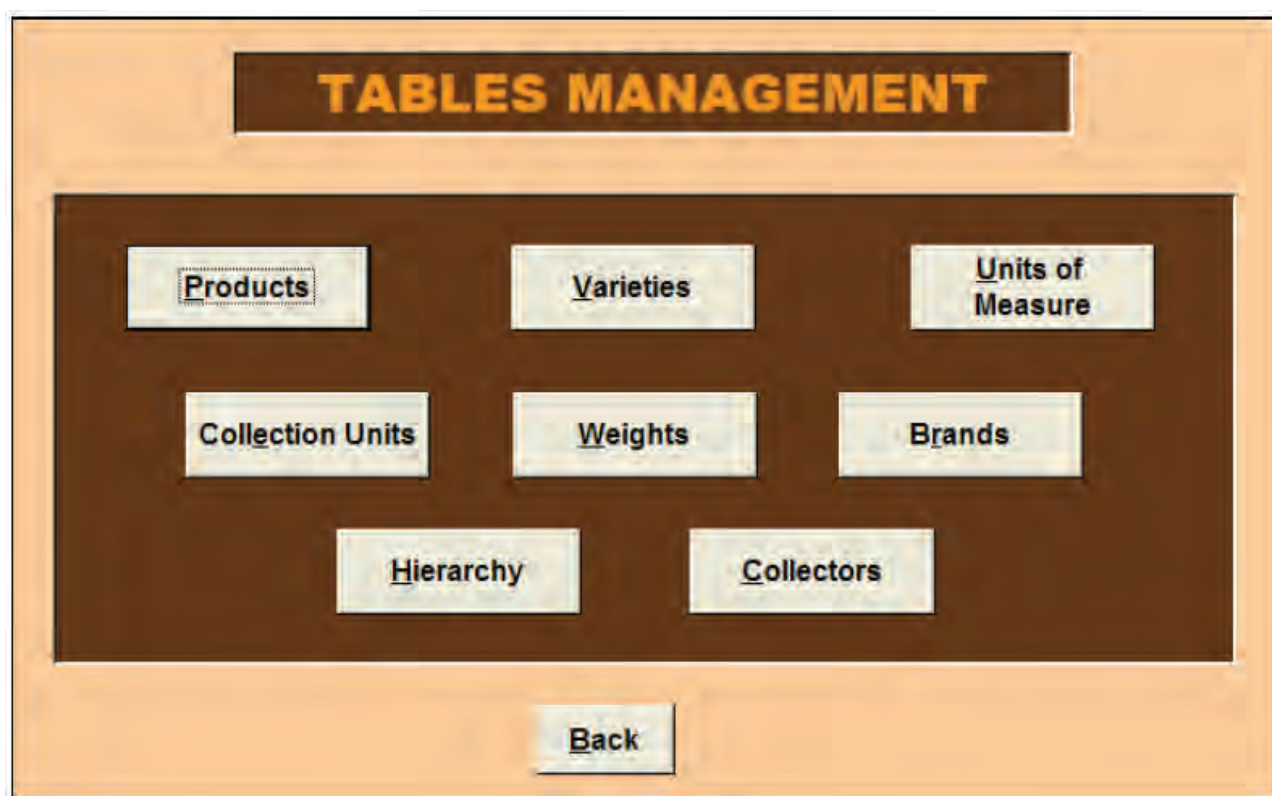 TABLES MANAGEMENT
Products
Varieties
Units of
Measure
Collection Units
Weights
Brands
Hierarchy
Collectors
Back